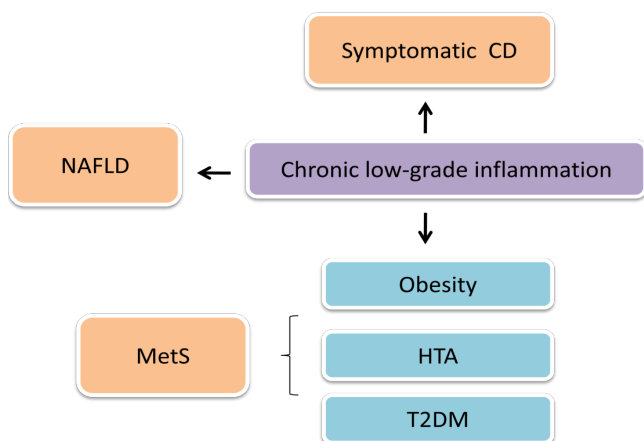 Symptomatic CD
NAFLD
Chronic low-grade inflammation
Obesity
MetS
HTA
T2DM